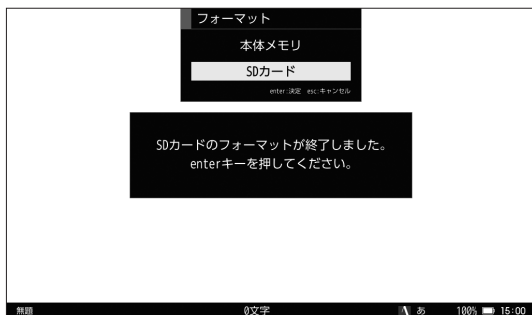 フォーマット
本体メモリ
SDカード
enter:決定 esc:キャンセル
SDカードのフォーマットが終了しました。
enterキーを押してください。
無題 0文字 あ 100% 15:00